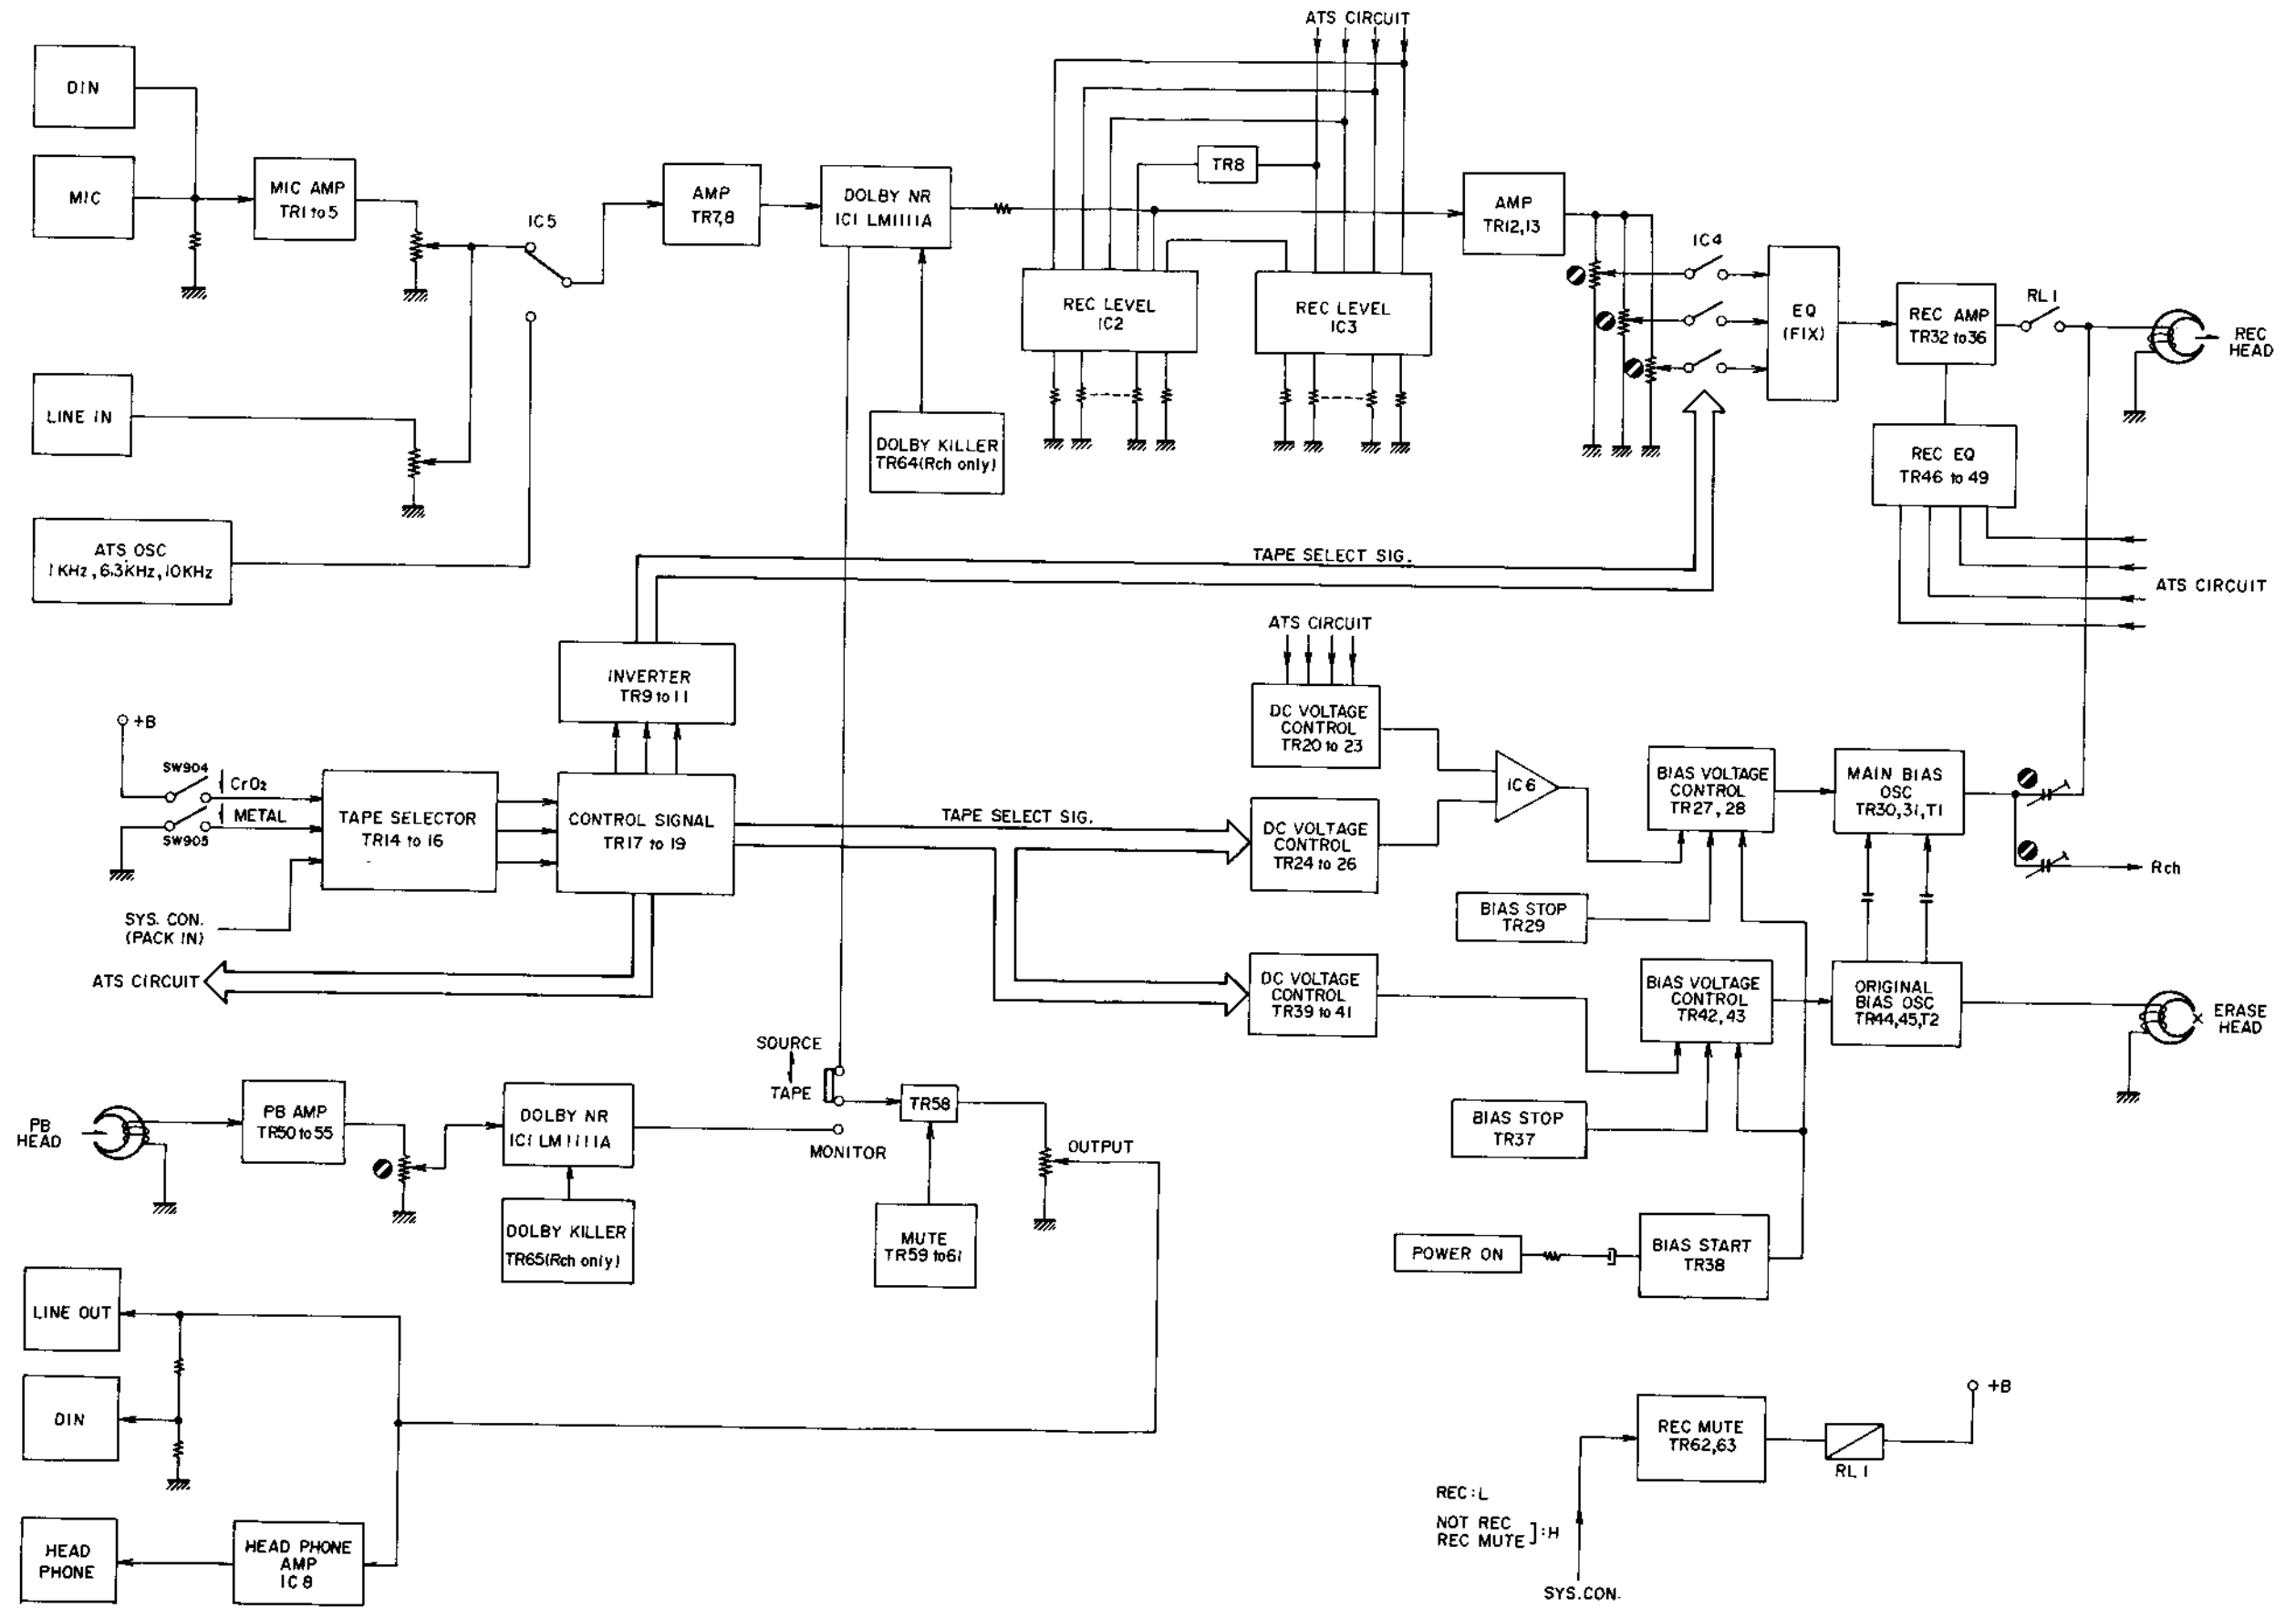 ATS CIRCUIT
DIN
MIC
MIC AMP
TR1 to 5
IC5
AMP
TR7,8
DOLBY NR
IC1 LM1111A
TR8
AMP
TR12,13
IC4
REC LEVEL
IC2
REC LEVEL
IC3
EQ
(FIX)
REC AMP
TR32 to 36
RL1
REC
HEAD
LINE IN
DOLBY KILLER
TR64(Rch only)
REC EQ
TR46 to 49
ATS OSC
1KHz, 6.3KHz, 10KHz
TAPE SELECT SIG.
ATS CIRCUIT
ATS CIRCUIT
INVERTER
TR9 to 11
+B
SW904
CrO2
METAL
SW905
TAPE SELECTOR
TR14 to 16
CONTROL SIGNAL
TR17 to 19
TAPE SELECT SIG.
DC VOLTAGE
CONTROL
TR20 to 23
IC6
DC VOLTAGE
CONTROL
TR24 to 26
BIAS VOLTAGE
CONTROL
TR27, 28
MAIN BIAS
OSC
TR30,31,T1
Rch
SYS. CON.
(PACK IN)
BIAS STOP
TR29
ATS CIRCUIT
DC VOLTAGE
CONTROL
TR39 to 41
BIAS VOLTAGE
CONTROL
TR42,43
ORIGINAL
BIAS OSC
TR44,45,T2
ERASE
HEAD
SOURCE
TAPE
MONITOR
PB
HEAD
PB AMP
TR50 to 55
DOLBY NR
IC1 LM1111A
TR58
OUTPUT
BIAS STOP
TR37
DOLBY KILLER
TR65(Rch only)
MUTE
TR59 to61
POWER ON
BIAS START
TR38
LINE OUT
DIN
HEAD
PHONE
HEAD PHONE
AMP
IC8
REC MUTE
TR62,63
RL1
+B
REC:L
NOT REC
REC MUTE ]:H
SYS.CON.